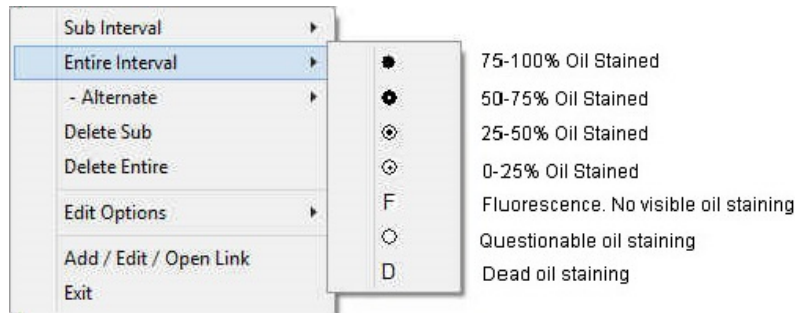 Sub Interval
Entire Interval
- Alternate
Delete Sub
Delete Entire
Edit Options
Add / Edit / Open Link
Exit
75-100% Oil Stained
50-75% Oil Stained
25-50% Oil Stained
0-25% Oil Stained
F Fluorescence. No visible oil staining
Questionable oil staining
D Dead oil staining